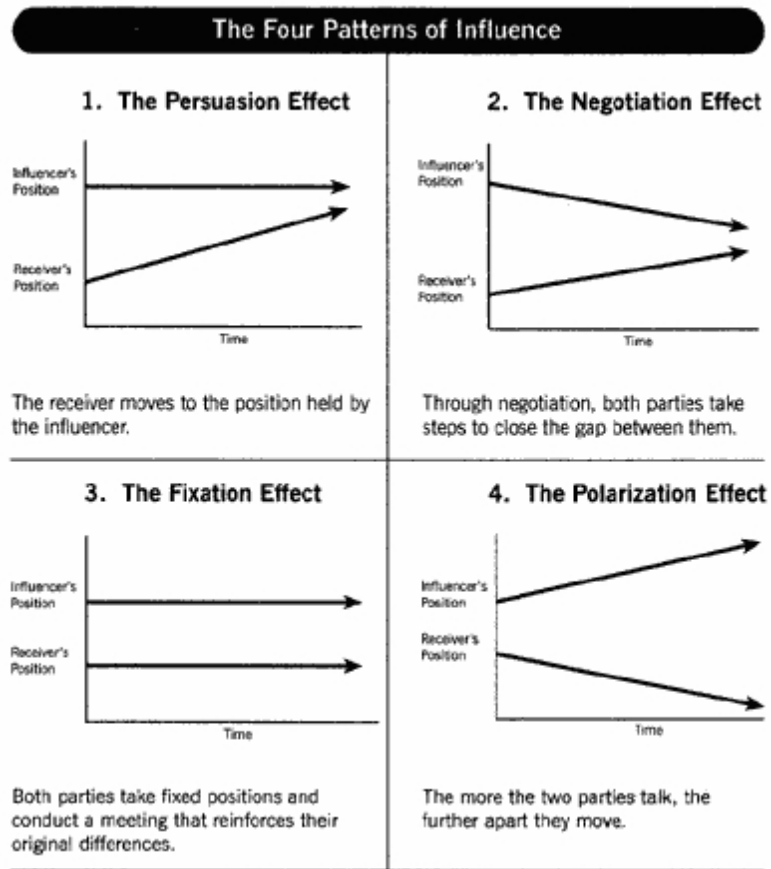 The Four Patterns of Influence
1. The Persuasion Effect
Influencer's
Position
Receiver's
Position
Time
The receiver moves to the position held by
the influencer.
2. The Negotiation Effect
Influencer's
Position
Receiver's
Position
Time
Through negotiation, both parties take
steps to close the gap between them.
3. The Fixation Effect
Influencer's
Position
Receiver's
Position
Time
Both parties take fixed positions and
conduct a meeting that reinforces their
original differences.
4. The Polarization Effect
Influencer's
Position
Receiver's
Position
Time
The more the two parties talk, the
further apart they move.